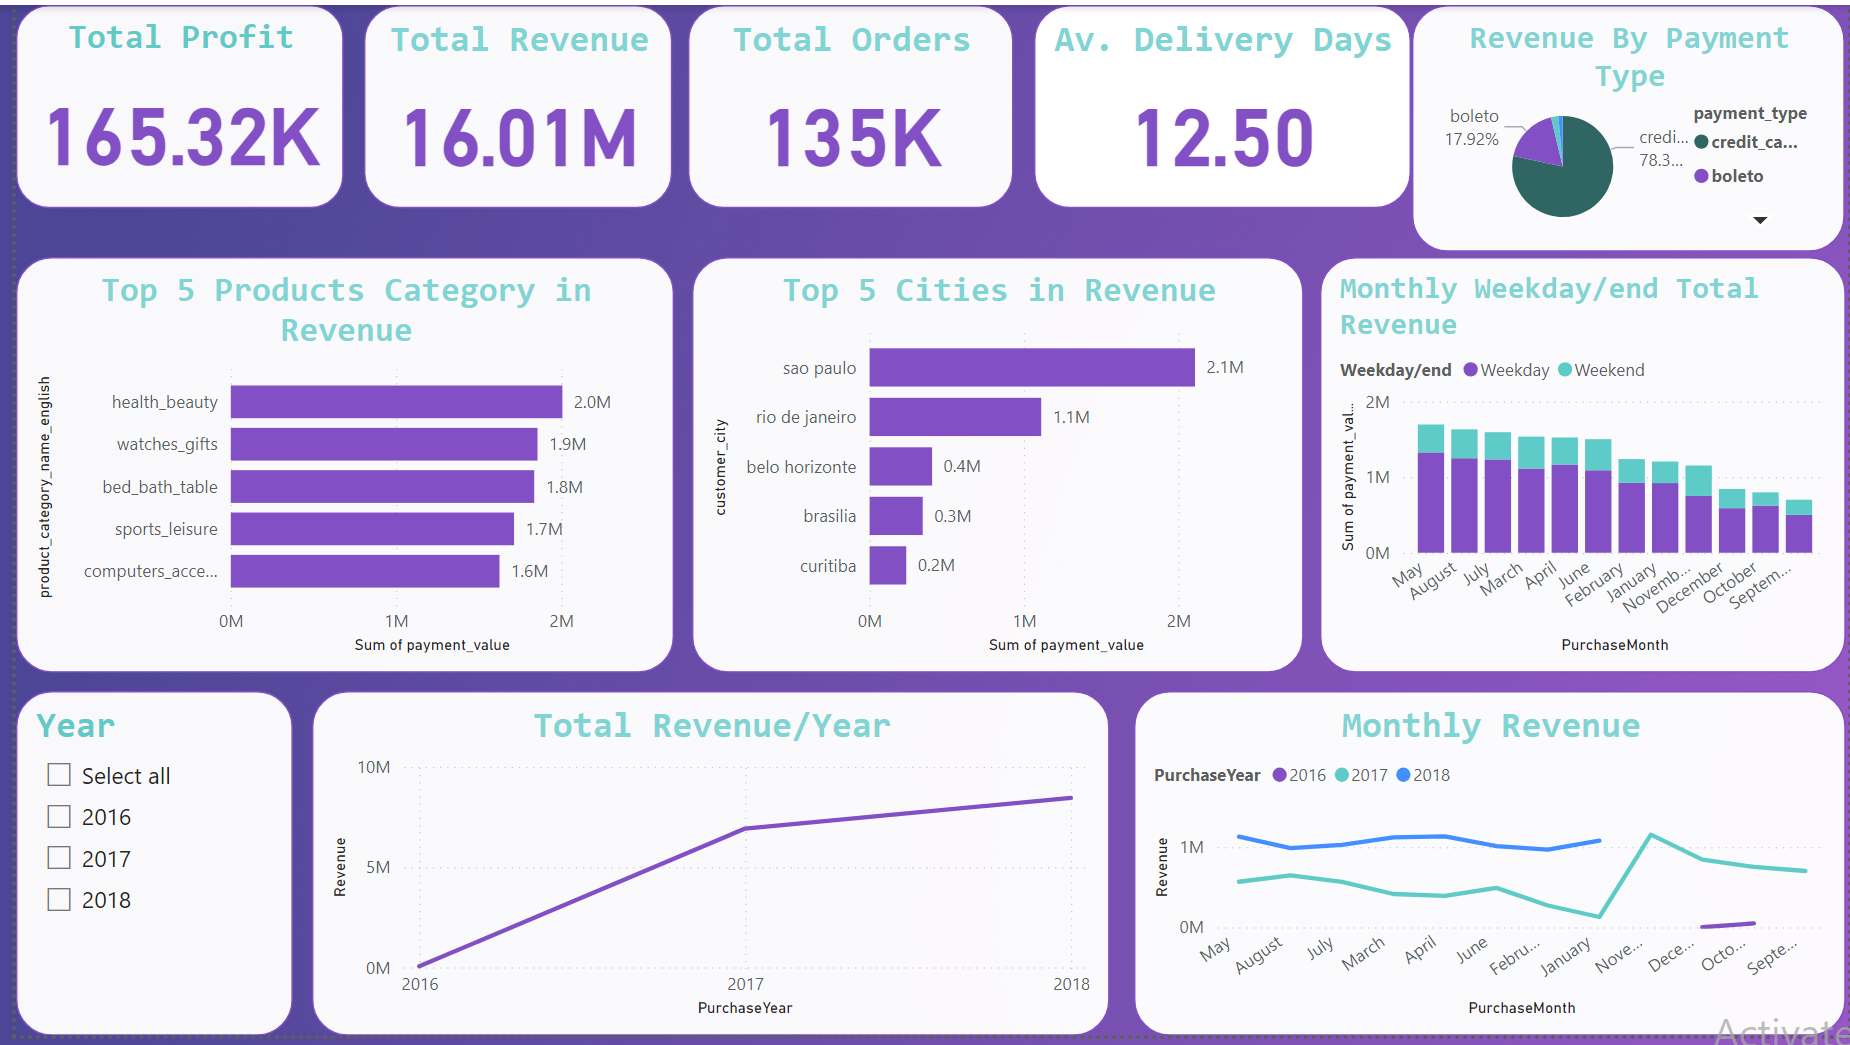 Total Profit
165.32K
Total Revenue
16.01M
Total Orders
135K
Av. Delivery Days
12.50
Revenue By Payment
Type
boleto
17.92%
credi...
78.3...
payment_type
credit_ca...
boleto
Top 5 Products Category in
Revenue
product_category_name_english
health_beauty
2.0M
watches_gifts
1.9M
bed_bath_table
1.8M
sports_leisure
1.7M
computers_acce...
1.6M
0M
1M
2M
Sum of payment_value
Top 5 Cities in Revenue
customer_city
sao paulo
2.1M
rio de janeiro
1.1M
belo horizonte
0.4M
brasilia
0.3M
curitiba
0.2M
0M
1M
2M
Sum of payment_value
Monthly Weekday/end Total
Revenue
Weekday/end Weekday Weekend
Sum of payment_val...
2M
1M
0M
May
August
July
March
April
June
February
January
Novemb...
December
October
Septem...
PurchaseMonth
Year
Select all
2016
2017
2018
Total Revenue/Year
Revenue
10M
5M
0M
2016
2017
2018
PurchaseYear
Monthly Revenue
PurchaseYear 2016 2017 2018
Revenue
1M
0M
May
August
July
March
April
June
Febru...
January
Nove...
Dece...
Octo...
Septe...
PurchaseMonth
Activate